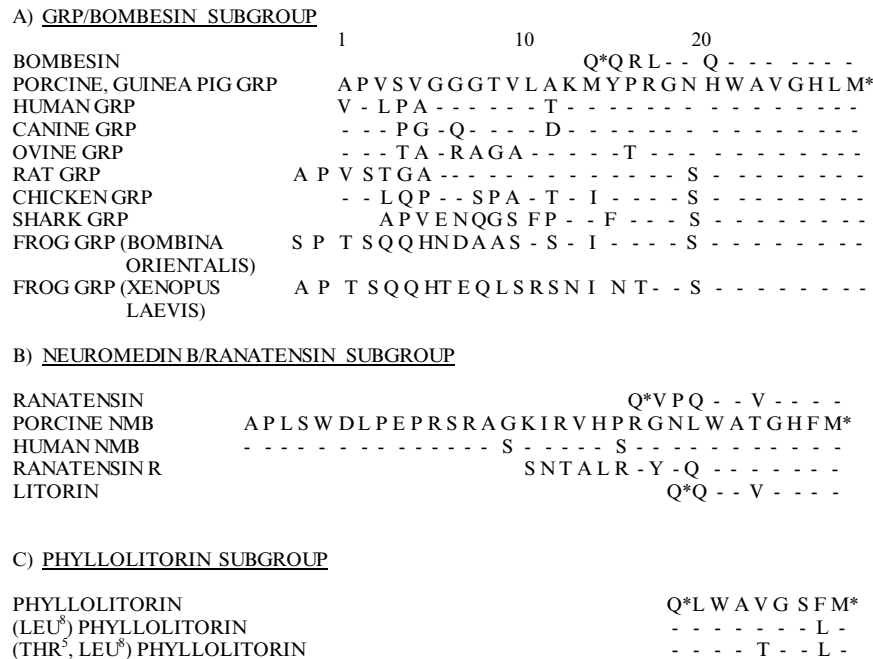 A) GRP/BOMBESIN SUBGROUP
1 10 20
BOMBESIN Q*Q R L - - Q - - - - - - -
PORCINE, GUINEA PIG GRP A P V S V G G G T V L A K M Y P R G N H W A V G H L M*
HUMAN GRP V - L P A - - - - - - T - - - - - - - - - - - - - - -
CANINE GRP - - - P G - Q - - - - D - - - - - - - - - - - - - - -
OVINE GRP - - - T A - R A G A - - - - - T - - - - - - - - - - -
RAT GRP A P V S T G A - - - - - - - - - - - - S - - - - - - - -
CHICKEN GRP - - L Q P - - S P A - T - I - - - - S - - - - - - - -
SHARK GRP A P V E N Q G S F P - - F - - - S - - - - - - - -
FROG GRP (BOMBINA S P T S Q Q H N D A A S - S - I - - - - S - - - - - - - -
ORIENTALIS)
FROG GRP (XENOPUS A P T S Q Q H T E Q L S R S N I N T - - S - - - - - - - -
LAEVIS)
B) NEUROMEDIN B/RANATENSIN SUBGROUP
RANATENSIN Q*V P Q - - V - - - -
PORCINE NMB A P L S W D L P E P R S R A G K I R V H P R G N L W A T G H F M*
HUMAN NMB - - - - - - - - - - - - - - S - - - - - S - - - - - - - - - - -
RANATENSIN R S N T A L R - Y - Q - - - - - - -
LITORIN Q*Q - - V - - - -
C) PHYLLOLITORIN SUBGROUP
PHYLLOLITORIN Q*L W A V G S F M*
(LEU⁸) PHYLLOLITORIN - - - - - - - L -
(THR⁵, LEU⁸) PHYLLOLITORIN - - - - T - - L -